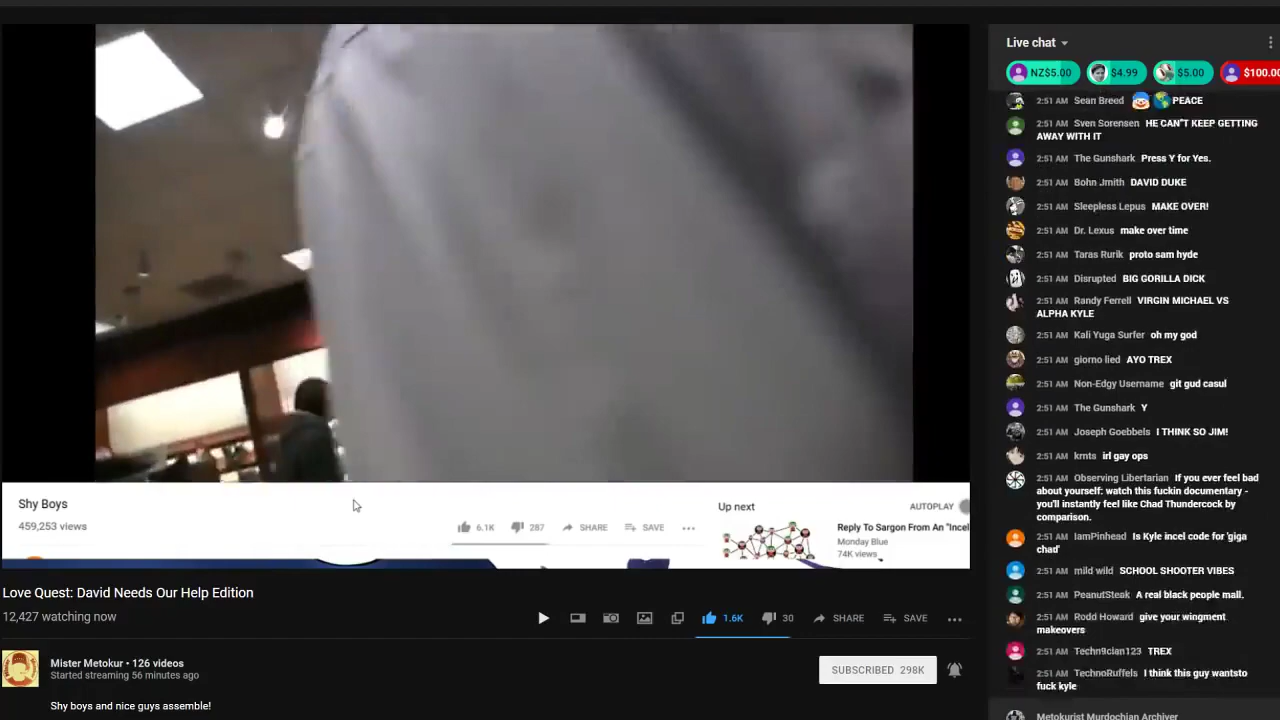 Shy Boys
459,253 views
6.1K
287
SHARE
SAVE
Up next
AUTOPLAY
Reply To Sargon From An "Incel
Monday Blue
74K views
Love Quest: David Needs Our Help Edition
12,427 watching now
1.6K
30
SHARE
SAVE
Mister Metokur • 126 videos
Started streaming 56 minutes ago
SUBSCRIBED 298K
Shy boys and nice guys assemble!
Live chat
NZ$5.00
$4.99
$5.00
$100.00
2:51 AM Sean Breed 🤡🌎 PEACE
2:51 AM Sven Sorensen HE CAN"T KEEP GETTING
AWAY WITH IT
2:51 AM The Gunshark Press Y for Yes.
2:51 AM Bohn Jmith DAVID DUKE
2:51 AM Sleepless Lepus MAKE OVER!
2:51 AM Dr. Lexus make over time
2:51 AM Taras Rurik proto sam hyde
2:51 AM Disrupted BIG GORILLA DICK
2:51 AM Randy Ferrell VIRGIN MICHAEL VS
ALPHA KYLE
2:51 AM Kali Yuga Surfer oh my god
2:51 AM giorno lied AYO TREX
2:51 AM Non-Edgy Username git gud casul
2:51 AM The Gunshark Y
2:51 AM Joseph Goebbels I THINK SO JIM!
2:51 AM krnts irl gay ops
2:51 AM Observing Libertarian If you ever feel bad
about yourself: watch this fuckin documentary -
you'll instantly feel like Chad Thundercock by
comparison.
2:51 AM IamPinhead Is Kyle incel code for 'giga
chad'
2:51 AM mild wild SCHOOL SHOOTER VIBES
2:51 AM PeanutSteak A real black people mall.
2:51 AM Rodd Howard give your wingment
makeovers
2:51 AM Techn9cian123 TREX
2:51 AM TechnoRuffels I think this guy wantsto
fuck kyle
Metokurist Murdochian Archiver